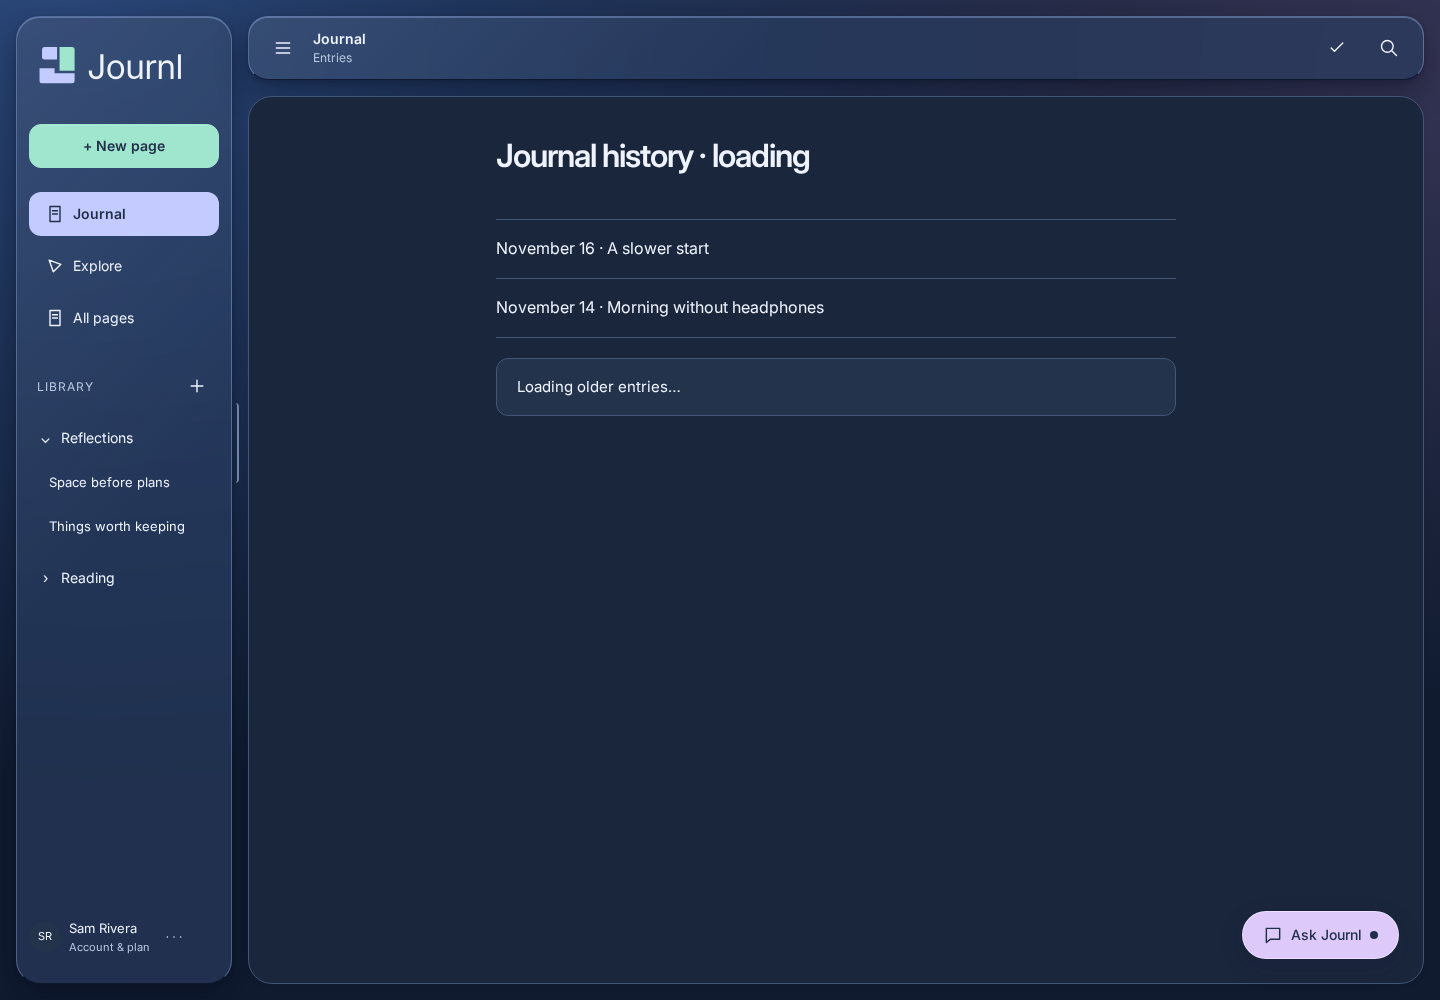 Journl
+ New page
Journal
Explore
All pages
LIBRARY
Reflections
Space before plans
Things worth keeping
Reading
SR
Sam Rivera
Account & plan
Journal
Entries
Journal history · loading
November 16 · A slower start
November 14 · Morning without headphones
Loading older entries...
Ask Journl